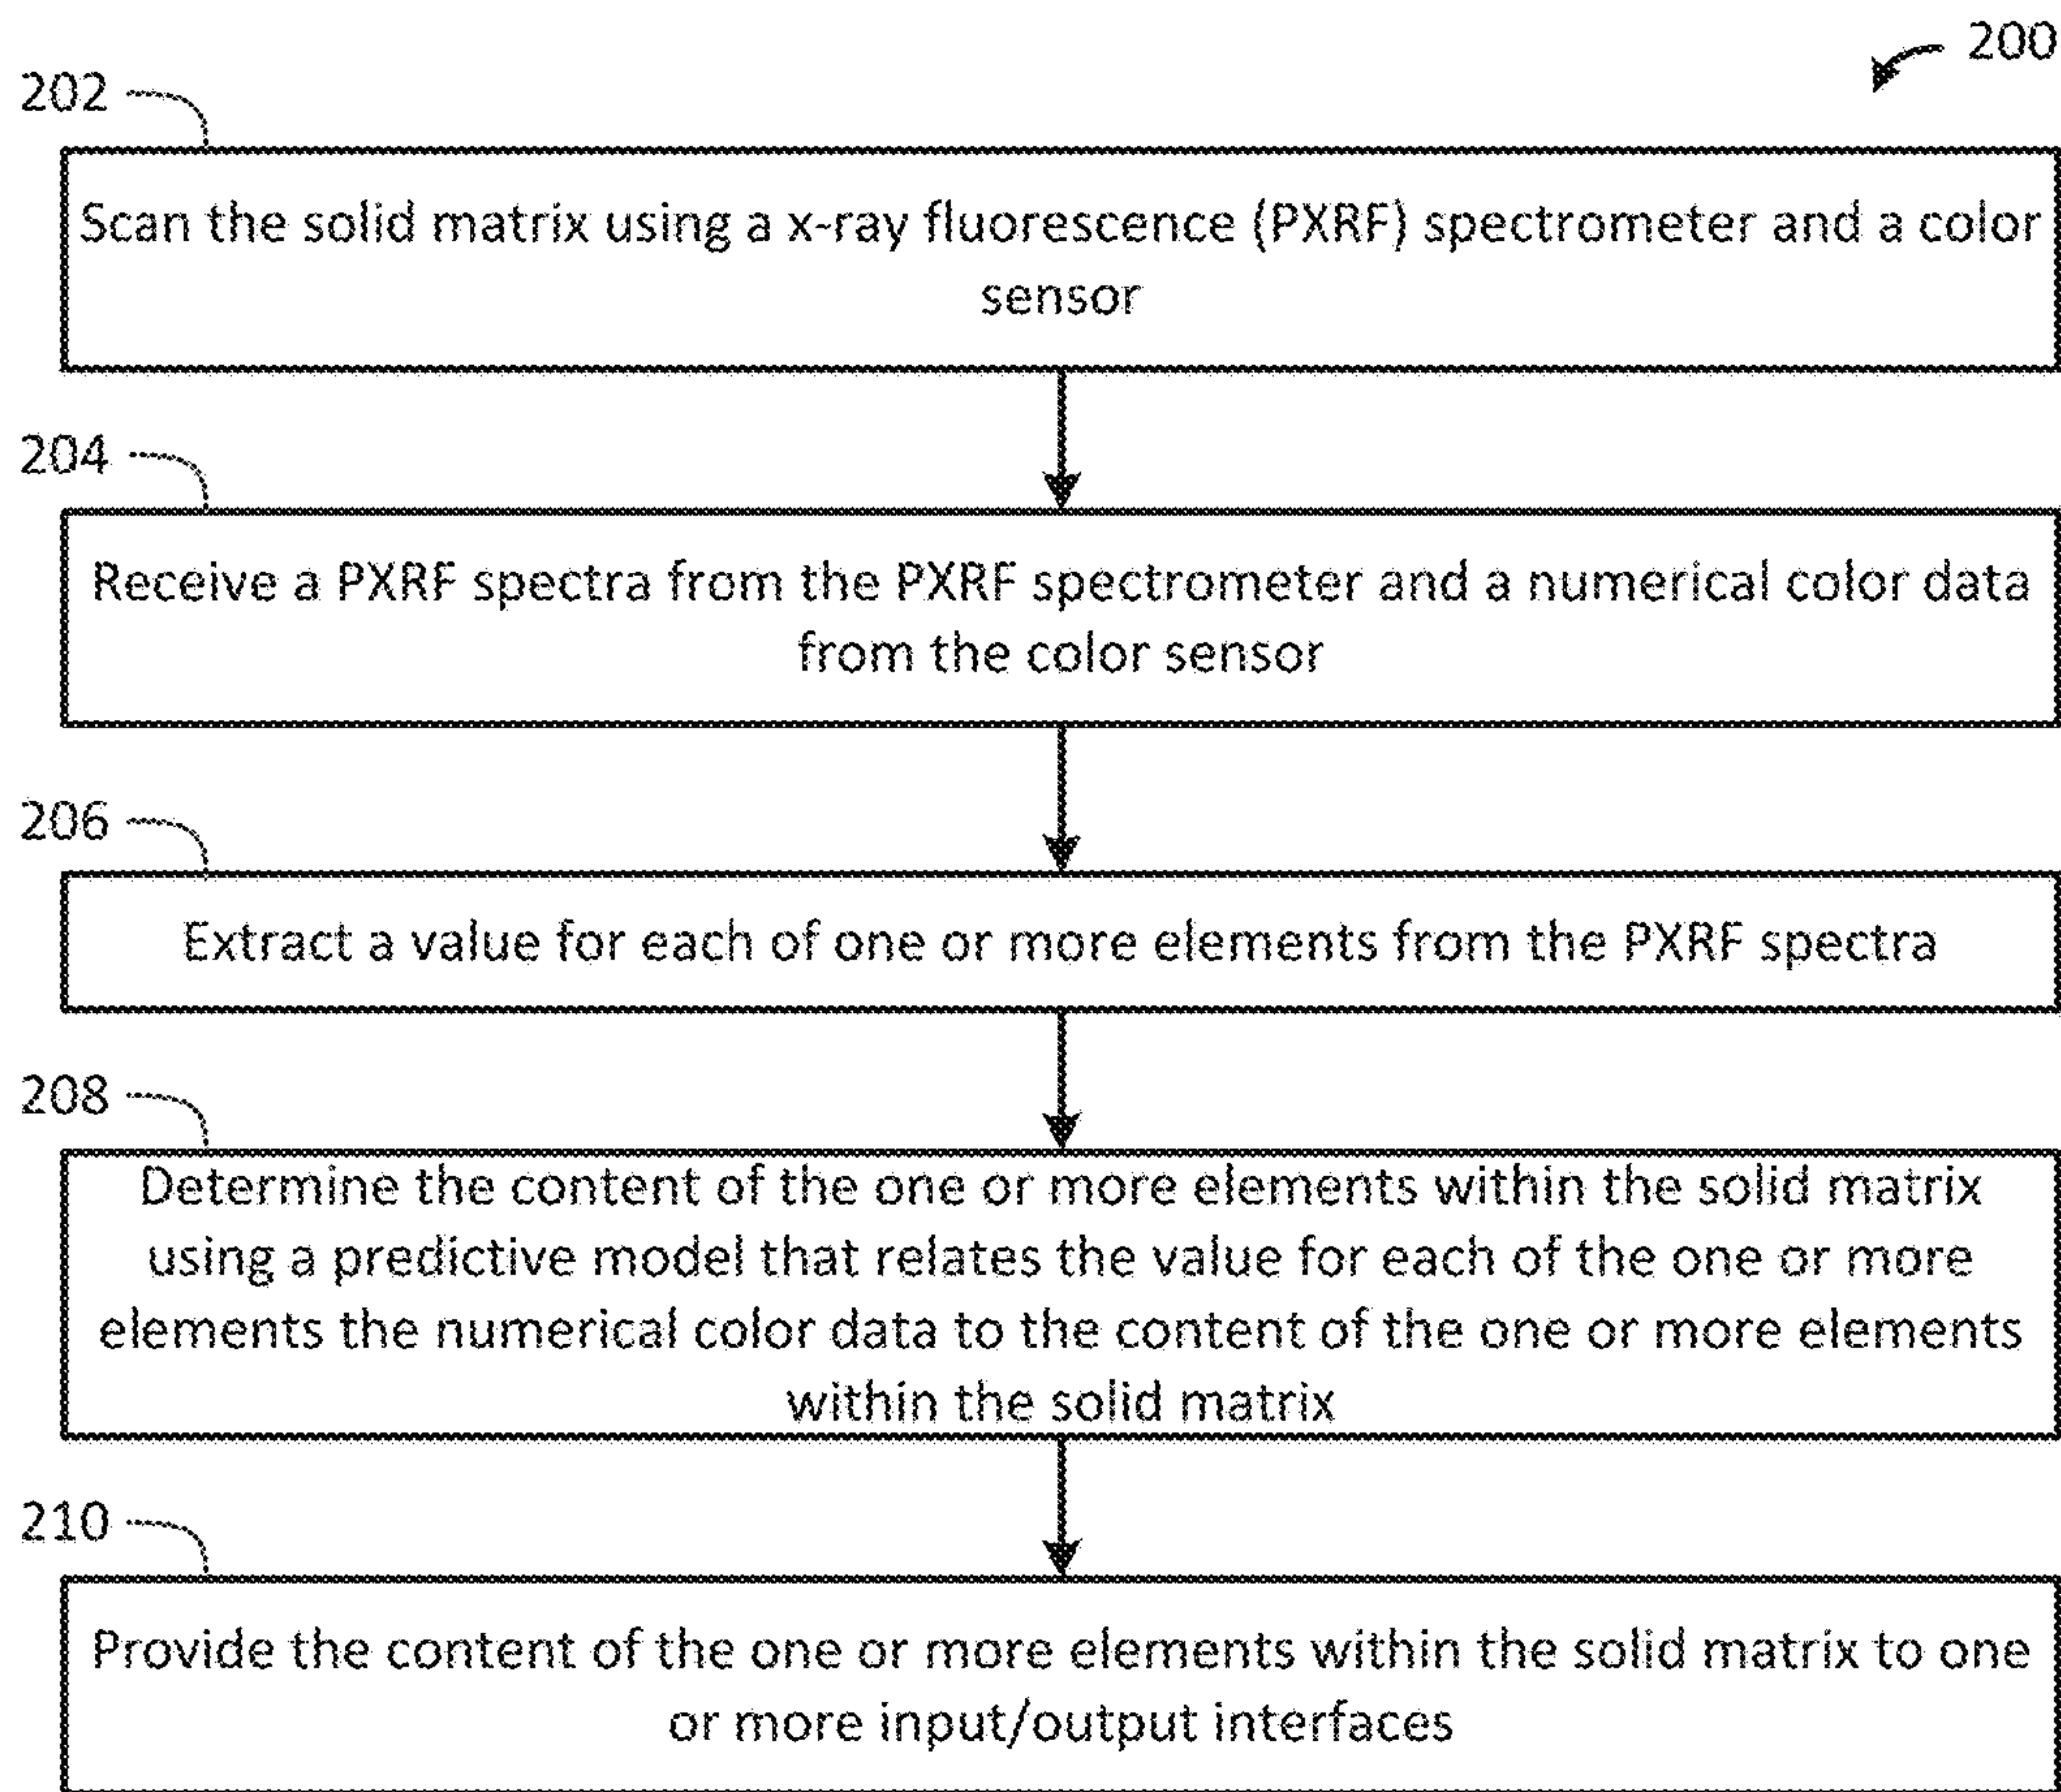 200
202
Scan the solid matrix using a x-ray fluorescence (PXRF) spectrometer and a color
sensor
204
Receive a PXRF spectra from the PXRF spectrometer and a numerical color data
from the color sensor
206
Extract a value for each of one or more elements from the PXRF spectra
208
Determine the content of the one or more elements within the solid matrix
using a predictive model that relates the value for each of the one or more
elements the numerical color data to the content of the one or more elements
within the solid matrix
210
Provide the content of the one or more elements within the solid matrix to one
or more input/output interfaces